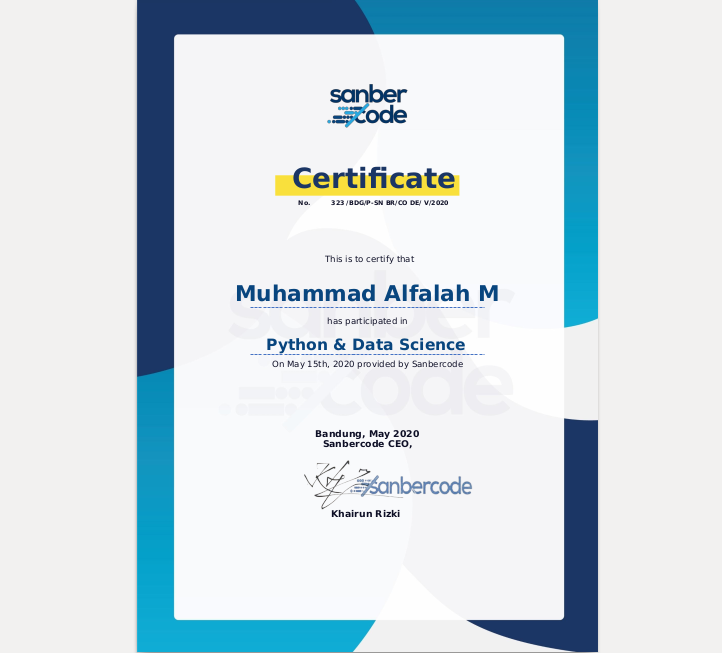 sanber
code
Certificate
No. 323 /BDG/P-SN BR/CO DE/ V/2020
This is to certify that
Muhammad Alfalah M
has participated in
Python & Data Science
On May 15th, 2020 provided by Sanbercode
sanber
code
Bandung, May 2020
Sanbercode CEO,
sanbercode
Khairun Rizki